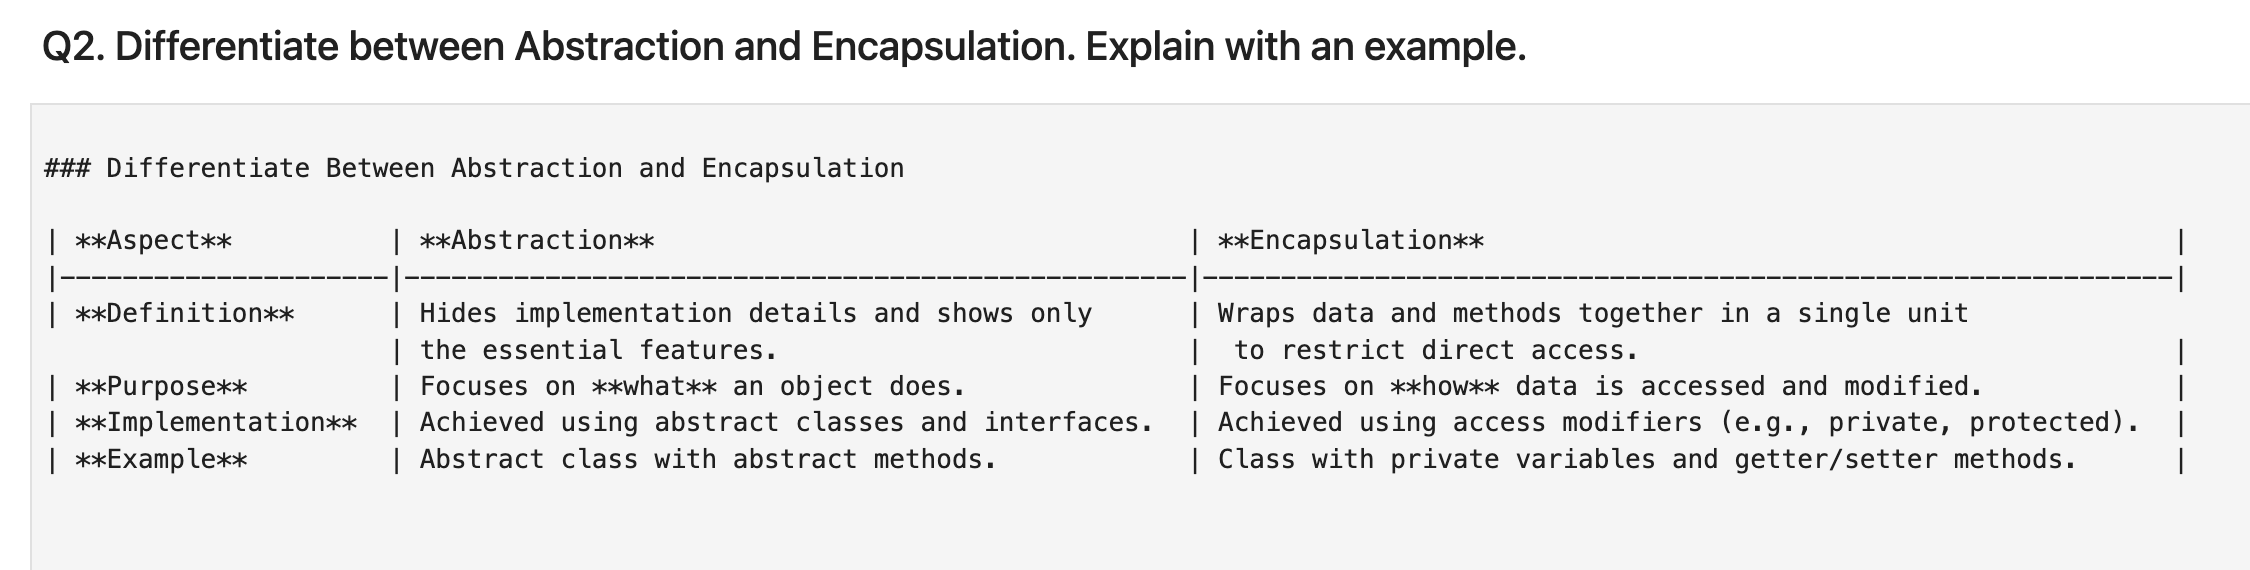 Q2. Differentiate between Abstraction and Encapsulation. Explain with an example.
### Differentiate Between Abstraction and Encapsulation
| **Aspect** | **Abstraction** | **Encapsulation** |
|---------------------|--------------------------------------------------|--------------------------------------------------------------|
| **Definition** | Hides implementation details and shows only | Wraps data and methods together in a single unit
| the essential features. | to restrict direct access. |
| **Purpose** | Focuses on **what** an object does. | Focuses on **how** data is accessed and modified. |
| **Implementation** | Achieved using abstract classes and interfaces. | Achieved using access modifiers (e.g., private, protected). |
| **Example** | Abstract class with abstract methods. | Class with private variables and getter/setter methods. |